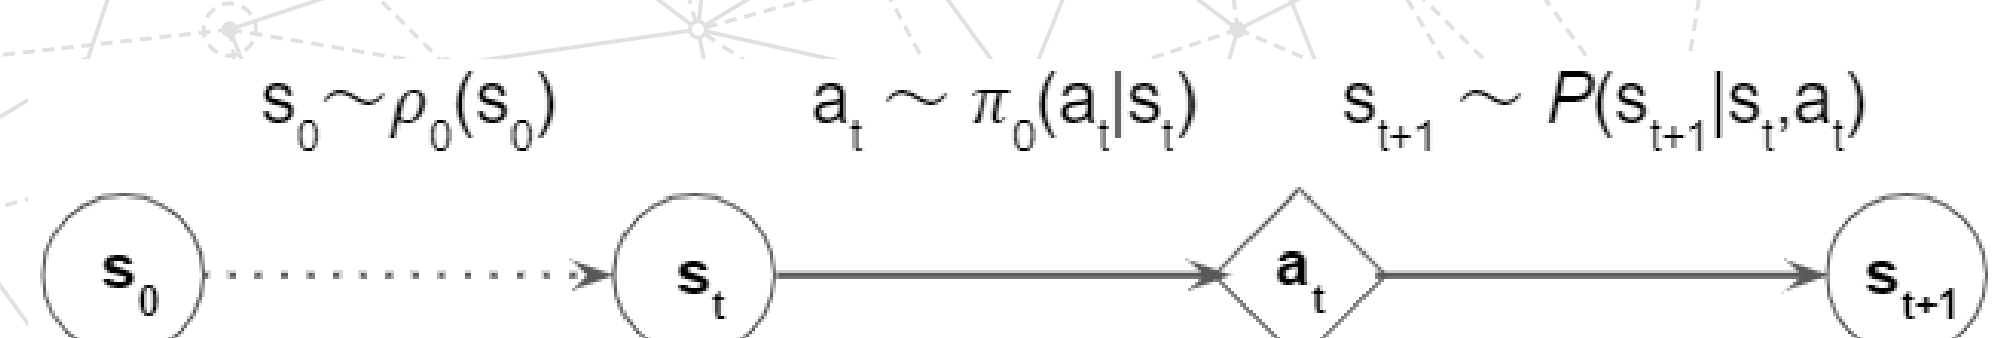 s₀~ρ₀(s₀) aₜ ~ π₀(aₜ|sₜ) sₜ₊₁ ~ P(sₜ₊₁|sₜ,aₜ)
s₀ sₜ aₜ sₜ₊₁